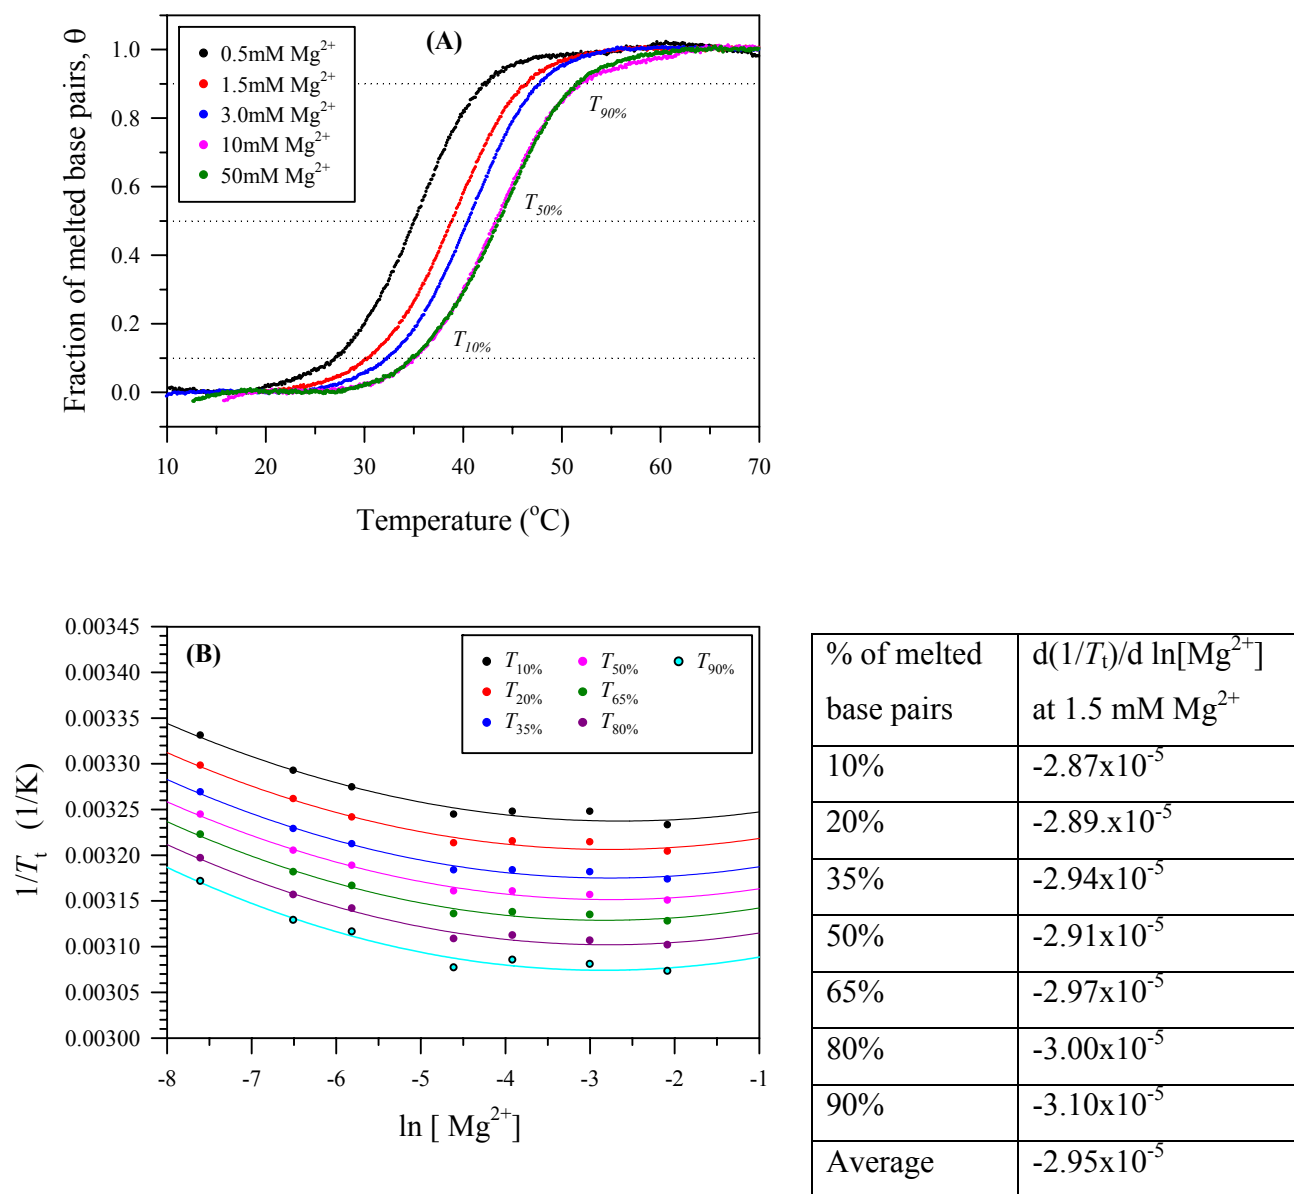 (A)
0.5mM Mg²⁺
1.5mM Mg²⁺
3.0mM Mg²⁺
10mM Mg²⁺
50mM Mg²⁺
T90%
T50%
T10%
Fraction of melted base pairs, θ
1.0
0.8
0.6
0.4
0.2
0.0
10 20 30 40 50 60 70
Temperature (°C)
(B)
T10% T50% T90%
T20% T65%
T35% T80%
1/Tt (1/K)
0.00345
0.00340
0.00335
0.00330
0.00325
0.00320
0.00315
0.00310
0.00305
0.00300
-8 -7 -6 -5 -4 -3 -2 -1
ln [ Mg²⁺]
% of melted base pairs | d(1/Tt)/d ln[Mg²⁺] at 1.5 mM Mg²⁺
10% -2.87x10⁻⁵
20% -2.89.x10⁻⁵
35% -2.94x10⁻⁵
50% -2.91x10⁻⁵
65% -2.97x10⁻⁵
80% -3.00x10⁻⁵
90% -3.10x10⁻⁵
Average -2.95x10⁻⁵